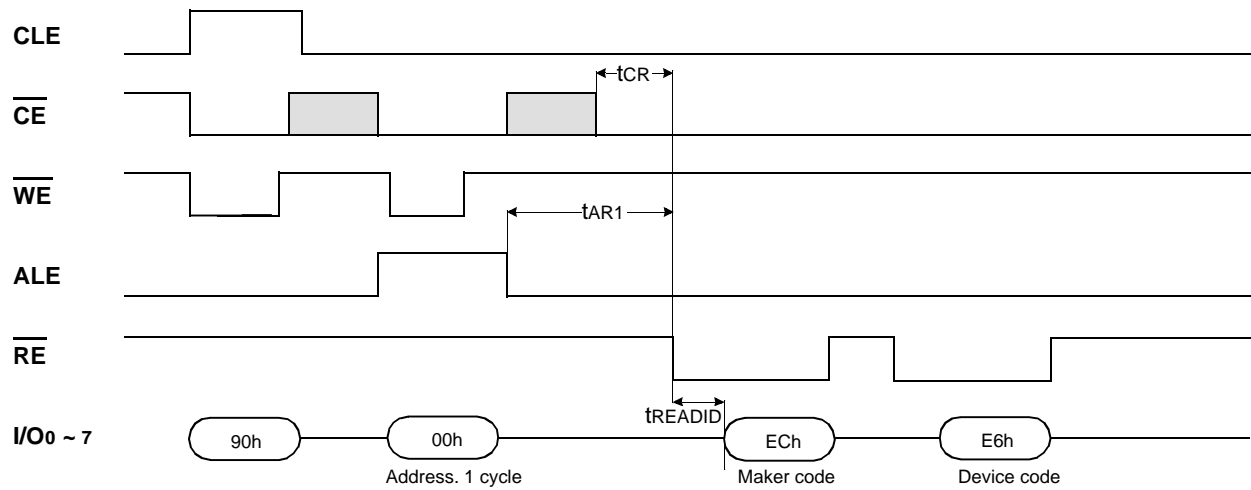 CLE
tCR
CE
WE
tAR1
ALE
RE
tREADID
I/O0 ~ 7
90h
00h
ECh
E6h
Address. 1 cycle
Maker code
Device code